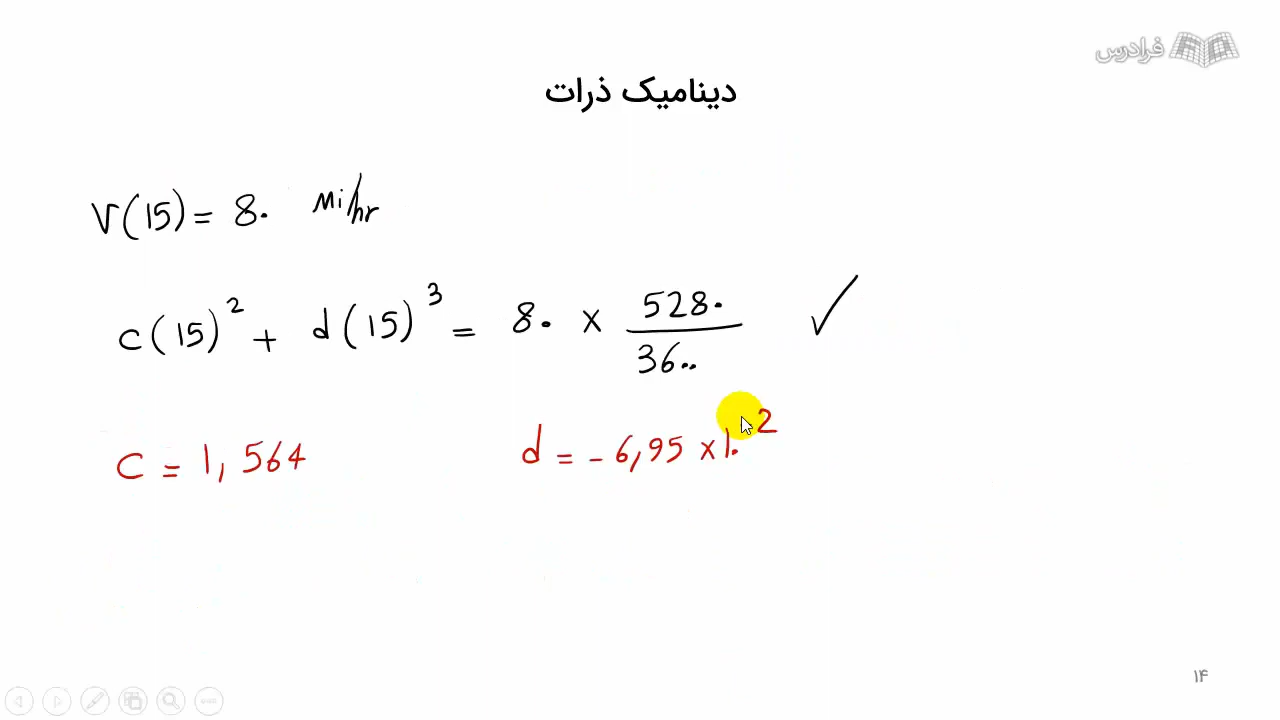 فرادرس
دینامیک ذرات
V(15) = 80 mi/hr
c(15)^2 + d(15)^3 = 80 × 5280/3600 ✓
c = 1,564 d = -6,95 × 10^2
۱۴